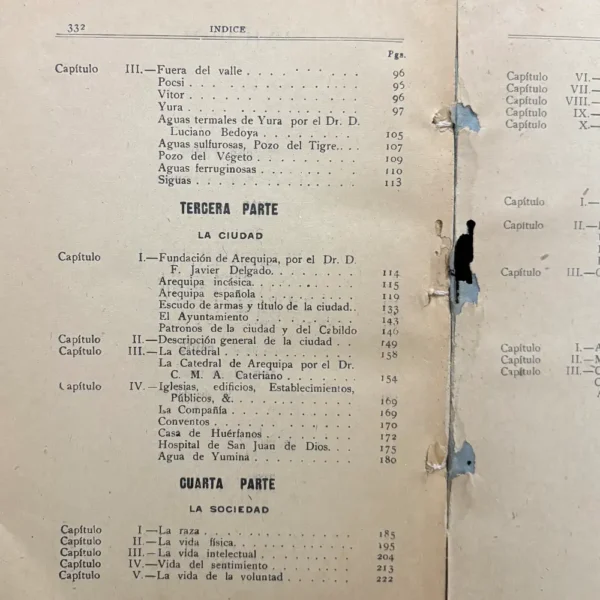 332 INDICE
Pgs.
Capítulo III.—Fuera del valle . . . . . . . . 96
Pocsi . . . . . . . . . . . . . . 95
Vitor . . . . . . . . . . . . . . 96
Yura . . . . . . . . . . . . . . 97
Aguas termales de Yura por el Dr. D.
Luciano Bedoya . . . . . . . . 105
Aguas sulfurosas, Pozo del Tigre.. . . 107
Pozo del Végeto . . . . . . . . . 109
Aguas ferruginosas . . . . . . . . 110
Siguas . . . . . . . . . . . . . . 113
TERCERA PARTE
LA CIUDAD
Capítulo I.—Fundación de Arequipa, por el Dr. D.
F. Javier Delgado. . . . . . . . 114
Arequipa incásica. . . . . . . . . 115
Arequipa española . . . . . . . . . 119
Escudo de armas y título de la ciudad. . 133
El Ayuntamiento . . . . . . . . . 143
Patronos de la ciudad y del Cabildo 146
Capítulo II.—Descripción general de la ciudad . . 149
Capítulo III.—La Catedral . . . . . . . . . . . 158
La Catedral de Arequipa por el Dr.
C. M. A. Cateriano . . . . . . . 154
Capítulo IV.—Iglesias, edificios, Establecimientos,
Públicos, &. . . . . . . . . . . 169
La Compañía . . . . . . . . . . . 169
Conventos . . . . . . . . . . . . 170
Casa de Huérfanos . . . . . . . . 172
Hospital de San Juan de Dios. . . 175
Agua de Yumina . . . . . . . . . 180
CUARTA PARTE
LA SOCIEDAD
Capítulo I—La raza . . . . . . . . . . . . 185
Capítulo II.—La vida física. . . . . . . . . . 195
Capítulo III.—La vida intelectual . . . . . . . . 204
Capítulo IV.—Vida del sentimiento . . . . . . . . 213
Capítulo V.—La vida de la voluntad . . . . . . . 222
Capítulo VI.—
Capítulo VII.—
Capítulo VIII.—
Capítulo IX.—
Capítulo X.—
Capítulo I.—
Capítulo II.—
Capítulo III.—
Capítulo I.—A
Capítulo II.—
Capítulo III.—